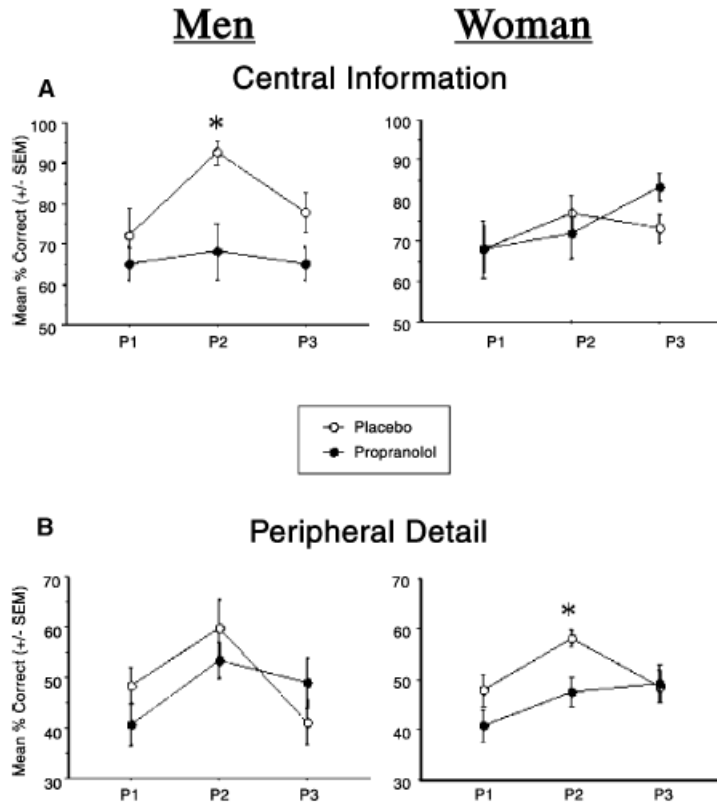 Men Woman
A Central Information
Mean % Correct (+/- SEM)
100
90
80
70
60
50
P1 P2 P3
*
100
90
80
70
60
50
P1 P2 P3
Placebo
Propranolol
B Peripheral Detail
Mean % Correct (+/- SEM)
70
60
50
40
30
P1 P2 P3
70
60
50
40
30
P1 P2 P3
*